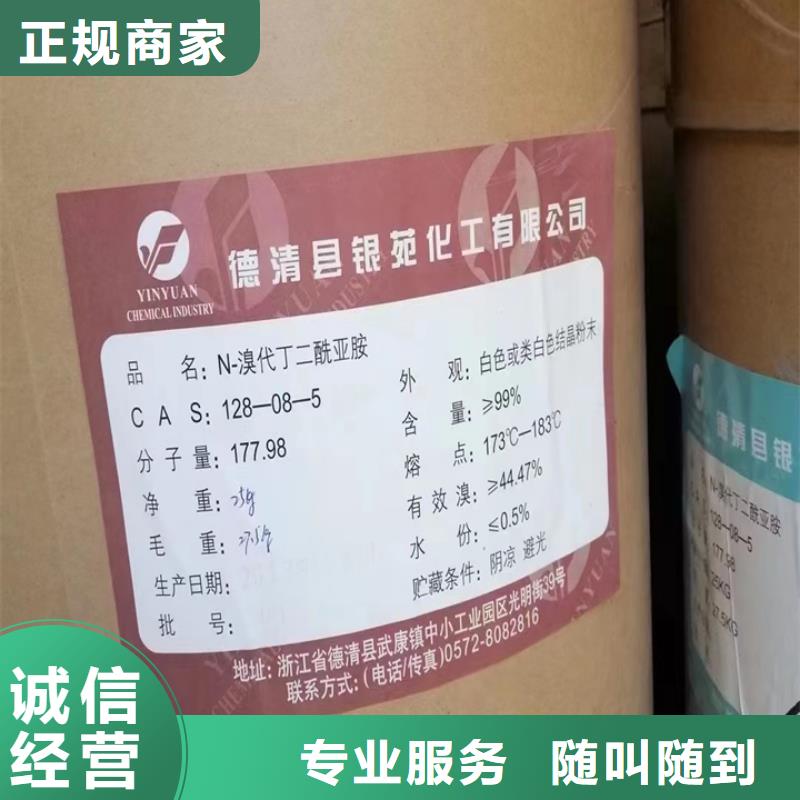 正规商家
德清县银苑化工有限公司
YINYUAN
CHEMICAL INDUSTRY
品 名: N-溴代丁二酰亚胺
C A S: 128—08—5
分子量: 177.98
净 重: 25kg
毛 重: 27.5kg
生产日期:
批 号:
外 观: 白色或类白色结晶粉末
含 量: ≥99%
熔 点: 173℃—183℃
有效溴: ≥44.47%
水 份: ≤0.5%
贮藏条件: 阴凉 避光
地址: 浙江省德清县武康镇中小工业园区光明街39号
联系方式: (电话/传真)0572-8082816
德清县银
N-溴代丁二酰亚胺
128—08—5
177.98
25KG
27.5KG
诚信
经营
专业服务 随叫随到